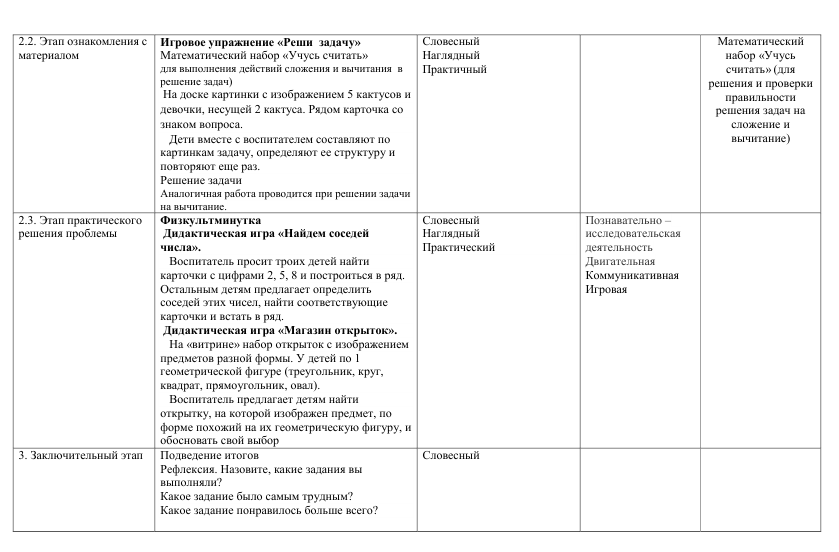 2.2. Этап ознакомления с
материалом
Игровое упражнение «Реши задачу»
Математический набор «Учусь считать»
для выполнения действий сложения и вычитания в
решение задач)
На доске картинки с изображением 5 кактусов и
девочки, несущей 2 кактуса. Рядом карточка со
знаком вопроса.
Дети вместе с воспитателем составляют по
картинкам задачу, определяют ее структуру и
повторяют еще раз.
Решение задачи
Аналогичная работа проводится при решении задачи
на вычитание.
Словесный
Наглядный
Практичный
Математический
набор «Учусь
считать» (для
решения и проверки
правильности
решения задач на
сложение и
вычитание)
2.3. Этап практического
решения проблемы
Физкультминутка
Дидактическая игра «Найдем соседей
числа».
Воспитатель просит троих детей найти
карточки с цифрами 2, 5, 8 и построиться в ряд.
Остальным детям предлагает определить
соседей этих чисел, найти соответствующие
карточки и встать в ряд.
Дидактическая игра «Магазин открыток».
На «витрине» набор открыток с изображением
предметов разной формы. У детей по 1
геометрической фигуре (треугольник, круг,
квадрат, прямоугольник, овал).
Воспитатель предлагает детям найти
открытку, на которой изображен предмет, по
форме похожий на их геометрическую фигуру, и
обосновать свой выбор
Словесный
Наглядный
Практический
Познавательно –
исследовательская
деятельность
Двигательная
Коммуникативная
Игровая
3. Заключительный этап
Подведение итогов
Рефлексия. Назовите, какие задания вы
выполняли?
Какое задание было самым трудным?
Какое задание понравилось больше всего?
Словесный